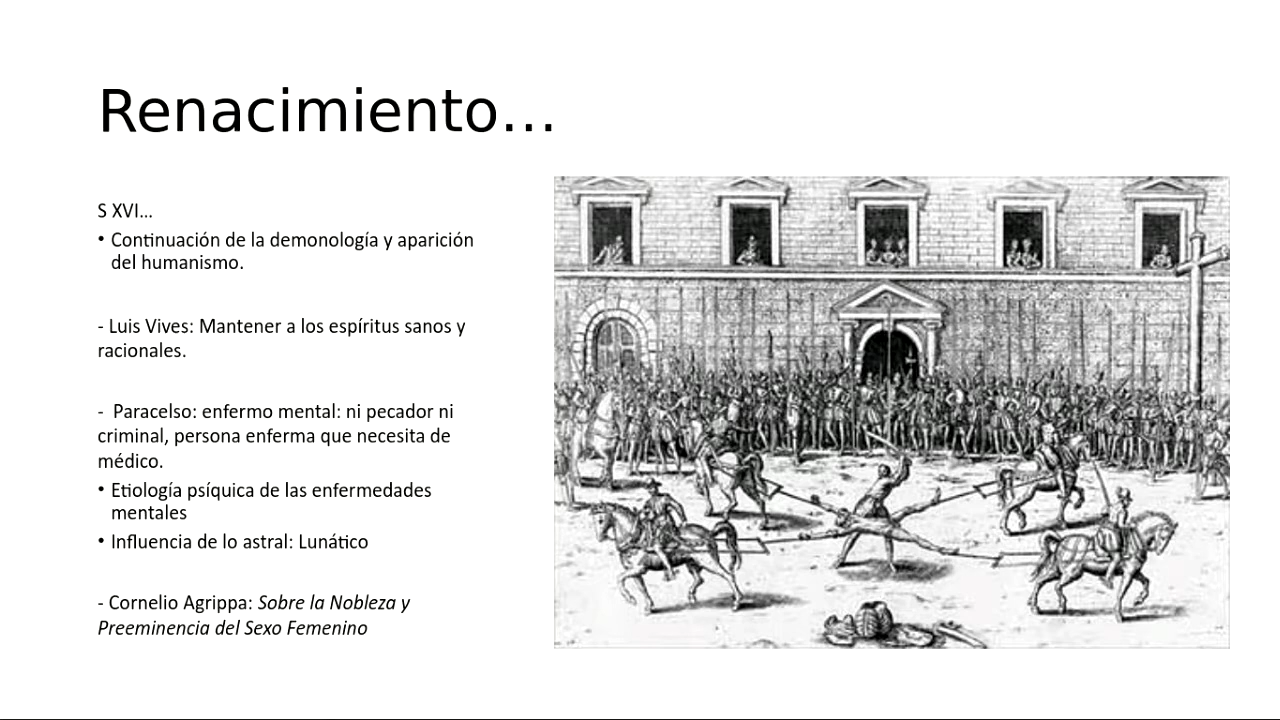 Renacimiento…
S XVI…
• Continuación de la demonología y aparición
del humanismo.
- Luis Vives: Mantener a los espíritus sanos y
racionales.
-  Paracelso: enfermo mental: ni pecador ni
criminal, persona enferma que necesita de
médico.
• Etiología psíquica de las enfermedades
mentales
• Influencia de lo astral: Lunático
- Cornelio Agrippa: Sobre la Nobleza y
Preeminencia del Sexo Femenino